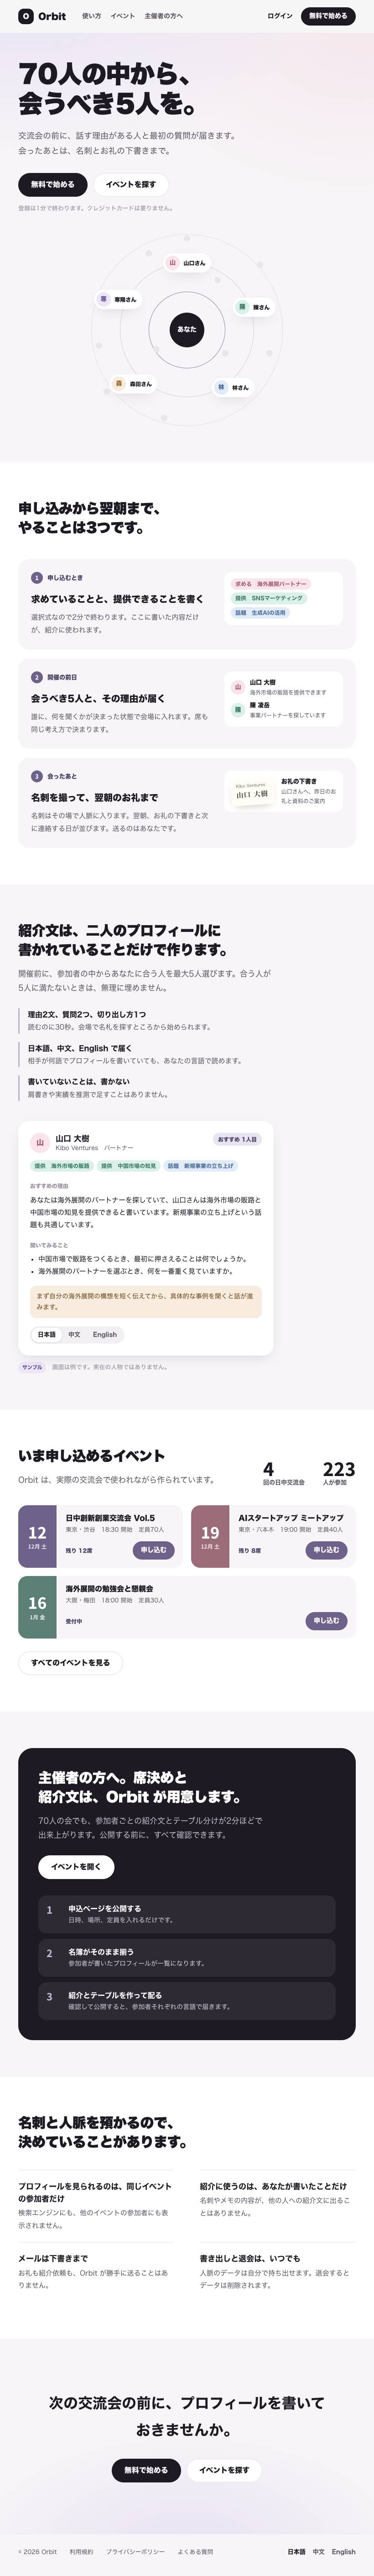 O Orbit 使い方 イベント 主催者の方へ ログイン 無料で始める
70人の中から、
会うべき5人を。
交流会の前に、話す理由がある人と最初の質問が届きます。
会ったあとは、名刺とお礼の下書きまで。
無料で始める イベントを探す
登録は1分で終わります。クレジットカードは要りません。
山 山口さん
陳 陳さん
あなた
森 森田さん
林 林さん
申し込みから翌朝まで、
やることは3つです。
1 申し込むとき
求めていることと、提供できることを書く
選択式なので2分で終わります。ここに書いた内容だけ
が、紹介に使われます。
求める 海外展開パートナー
提供 SNSマーケティング
話題 生成AIの活用
2 開催の前日
会うべき5人と、その理由が届く
誰に、何を聞くかが決まった状態で会場に入れます。席も
同じ考え方で決まります。
山 山口 大樹
海外市場の販路を提供できます
陳 陳 凌岳
事業パートナーを探しています
3 会ったあと
名刺を撮って、翌朝のお礼まで
名刺はその場で人脈に入ります。翌朝、お礼の下書きと次
に連絡する日が並びます。送るのはあなたです。
Kibo Ventures
山口 大樹
お礼の下書き
山口さんへ、昨日のお
礼と資料のご案内
紹介文は、二人のプロフィールに
書かれていることだけで作ります。
開催前に、参加者の中からあなたに合う人を最大5人選びます。合う人が
5人に満たないときは、無理に埋めません。
理由2文、質問2つ、切り出し方1つ
読むのに30秒。会場で名札を探すところから始められます。
日本語、中文、English で届く
相手が何語でプロフィールを書いていても、あなたの言語で読めます。
書いていないことは、書かない
肩書きや実績を推測で足すことはありません。
山 山口 大樹
Kibo Ventures パートナー
おすすめ 1人目
提供 海外市場の販路 提供 中国市場の知見 話題 新規事業の立ち上げ
おすすめの理由
あなたは海外展開のパートナーを探していて、山口さんは海外市場の販路と
中国市場の知見を提供できると書いています。新規事業の立ち上げという話
題も共通しています。
聞いてみること
• 中国市場で販路をつくるとき、最初に押さえることは何でしょうか。
• 海外展開のパートナーを選ぶとき、何を一番重く見ていますか。
まず自分の海外展開の構想を短く伝えてから、具体的な事例を聞くと話が進
みます。
日本語 中文 English
サンプル 画面は例です。実在の人物ではありません。
いま申し込めるイベント
Orbit は、実際の交流会で使われながら作られています。
4
回の日中交流会
223
人が参加
12
12月 土
日中創新創業交流会 Vol.5
東京・渋谷 18:30 開始 定員70人
残り 12席 申し込む
19
12月 土
AIスタートアップ ミートアップ
東京・六本木 19:00 開始 定員40人
残り 8席 申し込む
16
1月 金
海外展開の勉強会と懇親会
大阪・梅田 18:00 開始 定員30人
受付中 申し込む
すべてのイベントを見る
主催者の方へ。席決めと
紹介文は、Orbit が用意します。
70人の会でも、参加者ごとの紹介文とテーブル分けが2分ほどで
出来上がります。公開する前に、すべて確認できます。
イベントを開く
1 申込ページを公開する
日時、場所、定員を入れるだけです。
2 名簿がそのまま揃う
参加者が書いたプロフィールが一覧になります。
3 紹介とテーブルを作って配る
確認して公開すると、参加者それぞれの言語で届きます。
名刺と人脈を預かるので、
決めていることがあります。
プロフィールを見られるのは、同じイベント
の参加者だけ
検索エンジンにも、他のイベントの参加者にも表
示されません。
紹介に使うのは、あなたが書いたことだけ
名刺やメモの内容が、他の人への紹介文に出るこ
とはありません。
メールは下書きまで
お礼も紹介依頼も、Orbit が勝手に送ることはあ
りません。
書き出しと退会は、いつでも
人脈のデータは自分で持ち出せます。退会すると
データは削除されます。
次の交流会の前に、プロフィールを書いて
おきませんか。
無料で始める イベントを探す
© 2026 Orbit 利用規約 プライバシーポリシー よくある質問 日本語 中文 English